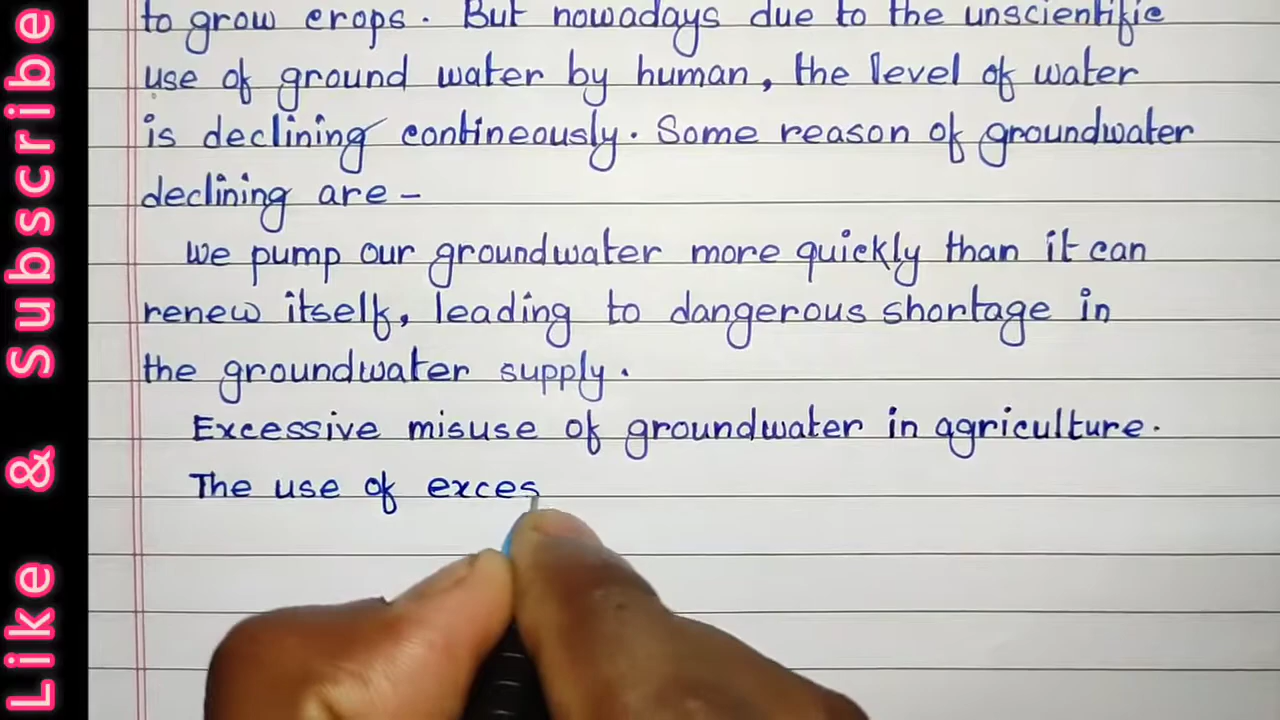 to grow crops. But nowadays due to the unscientific
use of ground water by human, the level of water
is declining contineously. Some reason of groundwater
declining are -
We pump our groundwater more quickly than it can
renew itself, leading to dangerous shortage in
the groundwater supply.
Excessive misuse of groundwater in agriculture.
The use of exces
Like & Subscribe